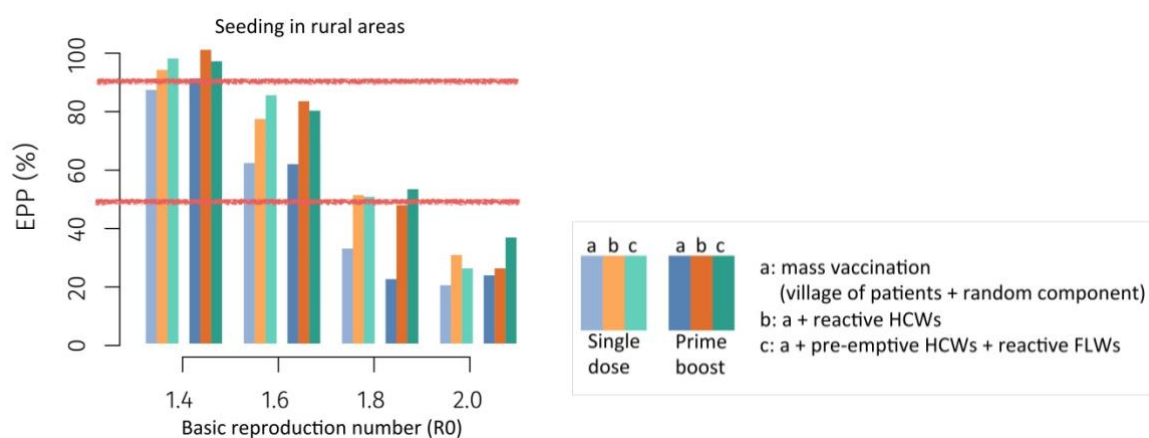 Seeding in rural areas
EPP (%)
100
80
60
40
20
0
1.4 1.6 1.8 2.0
Basic reproduction number (R0)
a b c a b c
Single dose
Prime boost
a: mass vaccination
(village of patients + random component)
b: a + reactive HCWs
c: a + pre-emptive HCWs + reactive FLWs